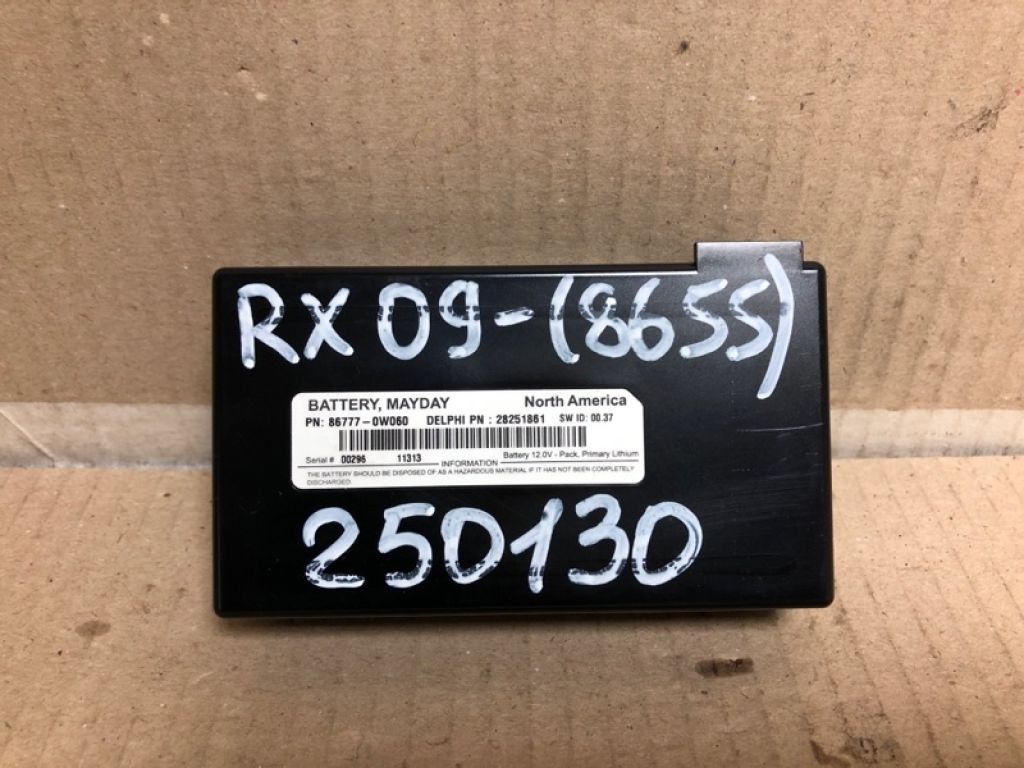 RX 09-(8655)
BATTERY, MAYDAY North America
PN: 86777-0W060 DELPHI PN : 28251861 SW ID: 00.37
Serial # 00296 11313 Battery 12.0V - Pack, Primary Lithium
INFORMATION
THE BATTERY SHOULD BE DISPOSED OF AS A HAZARDOUS MATERIAL IF IT HAS NOT BEEN COMPLETELY
DISCHARGED.
250130